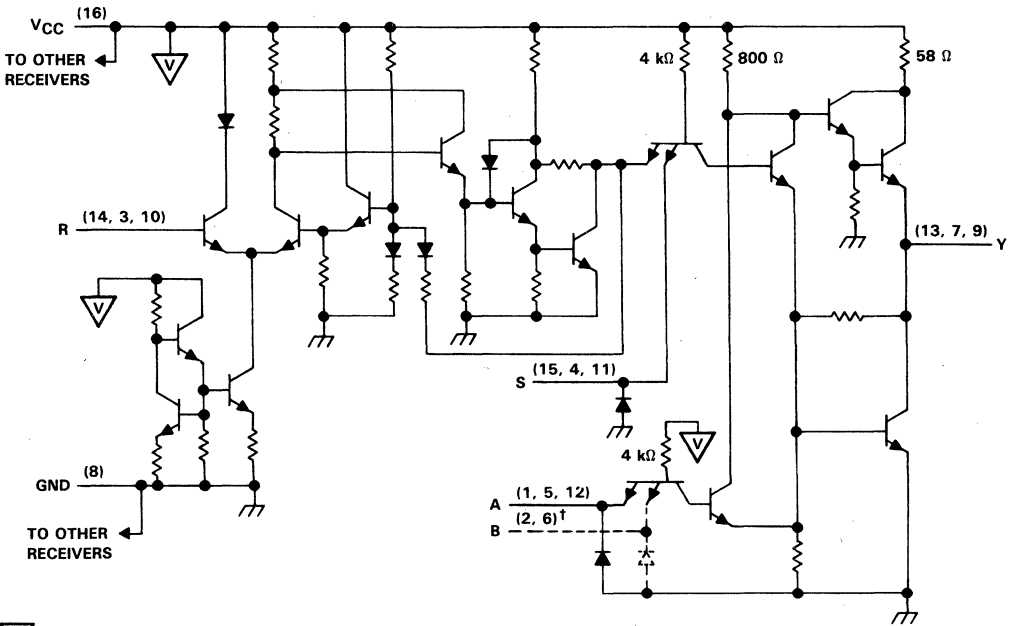 VCC (16)
TO OTHER
RECEIVERS
V
4 kΩ
800 Ω
58 Ω
R (14, 3, 10)
(13, 7, 9)
Y
V
(15, 4, 11)
S
V
4 kΩ
GND (8)
A (1, 5, 12)
B (2, 6)†
TO OTHER
RECEIVERS